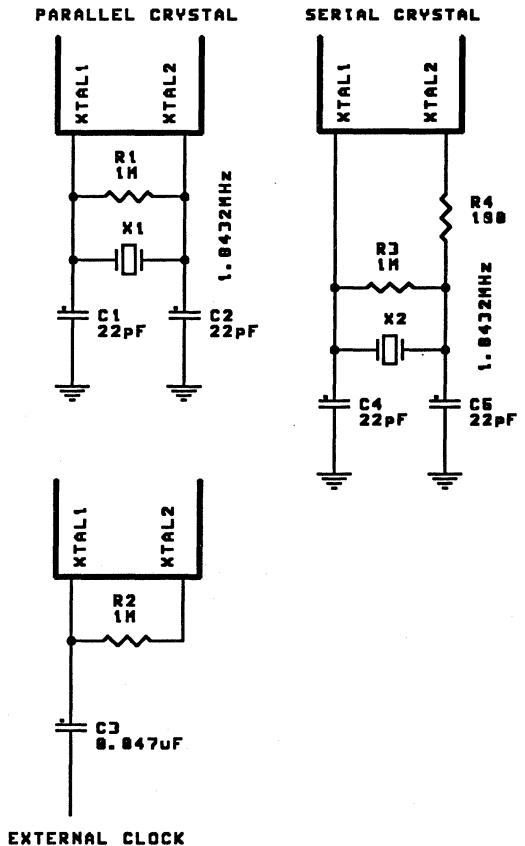 PARALLEL CRYSTAL
XTAL1
XTAL2
R1
1M
X1
1.8432MHz
C1
22pF
C2
22pF
SERIAL CRYSTAL
XTAL1
XTAL2
R4
100
R3
1M
X2
1.8432MHz
C4
22pF
C5
22pF
XTAL1
XTAL2
R2
1M
C3
0.047uF
EXTERNAL CLOCK